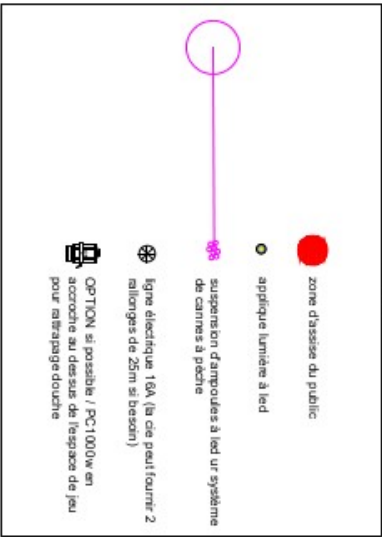 zone d'assise du public
applique lumière à led
suspension d'ampoules à led ur système
de cannes à pèche
ligne électrique 16A (la cie peut fournir 2
rallonges de 25m si besoin)
OPTION si possible / PC1000w en
accroche au dessus de l'espace de jeu
pour rattrapage douche